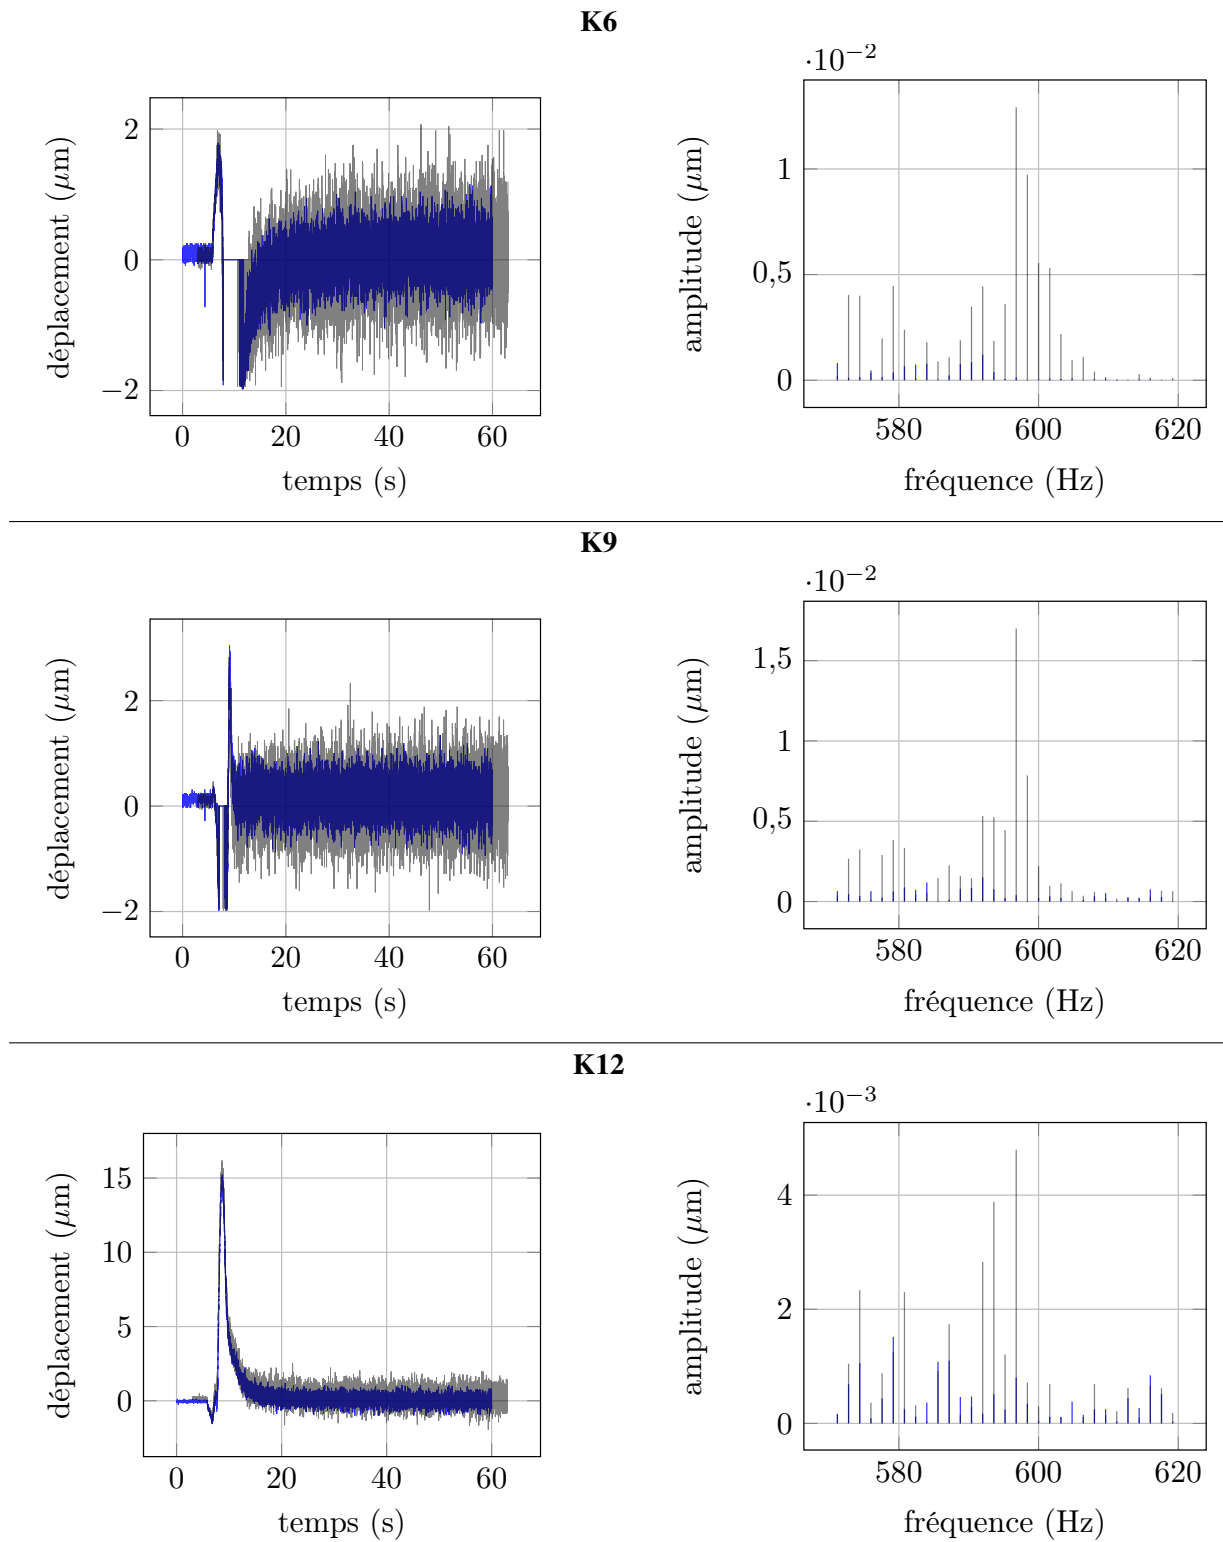 K6
·10−2
déplacement (μm)
2
0
−2
0 20 40 60
temps (s)
amplitude (μm)
1
0,5
0
580 600 620
fréquence (Hz)
K9
·10−2
déplacement (μm)
2
0
−2
0 20 40 60
temps (s)
amplitude (μm)
1,5
1
0,5
0
580 600 620
fréquence (Hz)
K12
·10−3
déplacement (μm)
15
10
5
0
0 20 40 60
temps (s)
amplitude (μm)
4
2
0
580 600 620
fréquence (Hz)